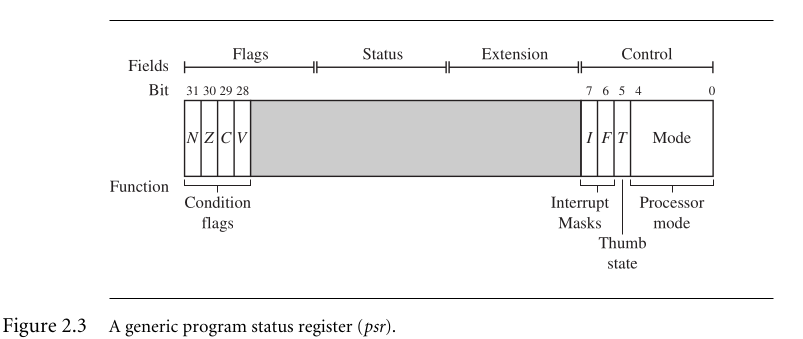 Fields Flags Status Extension Control
Bit 31 30 29 28 7 6 5 4 0
N Z C V I F T Mode
Function
Condition
flags
Interrupt
Masks
Processor
mode
Thumb
state
Figure 2.3 A generic program status register (psr).